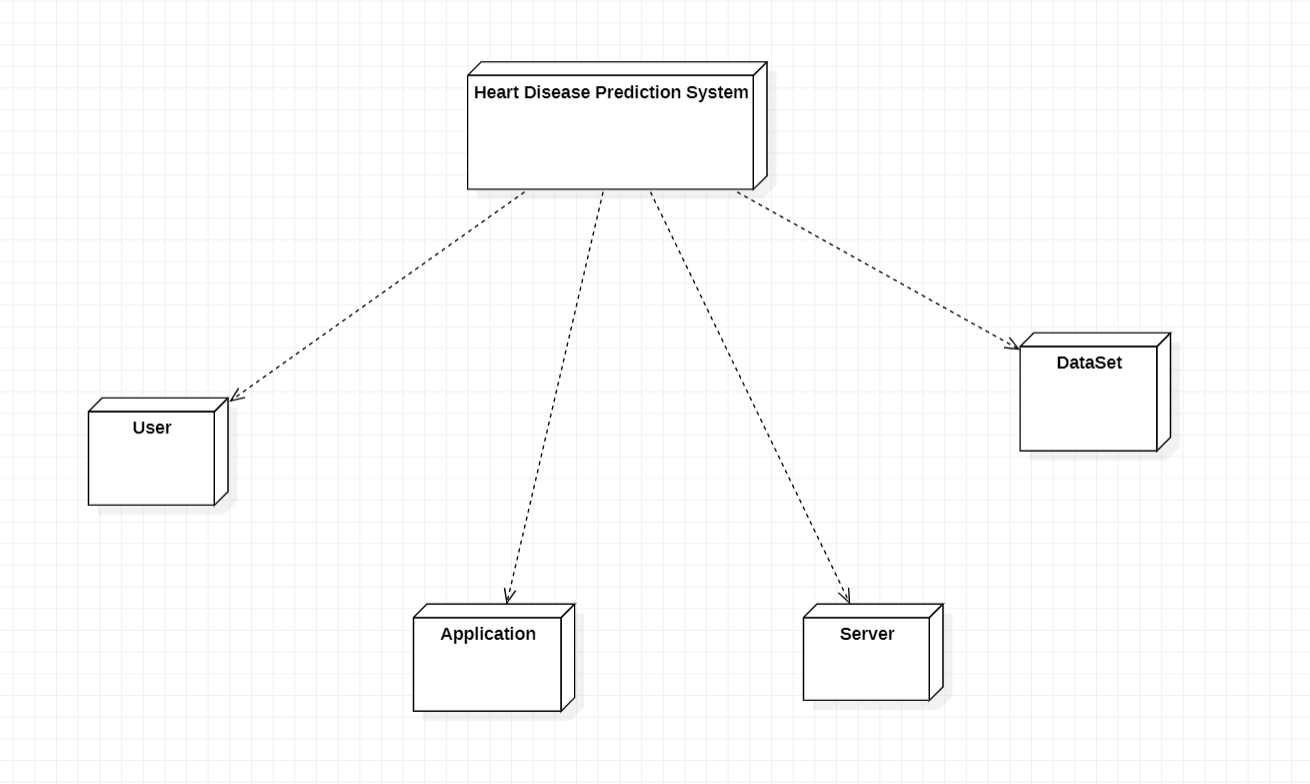 Heart Disease Prediction System
DataSet
User
Application
Server